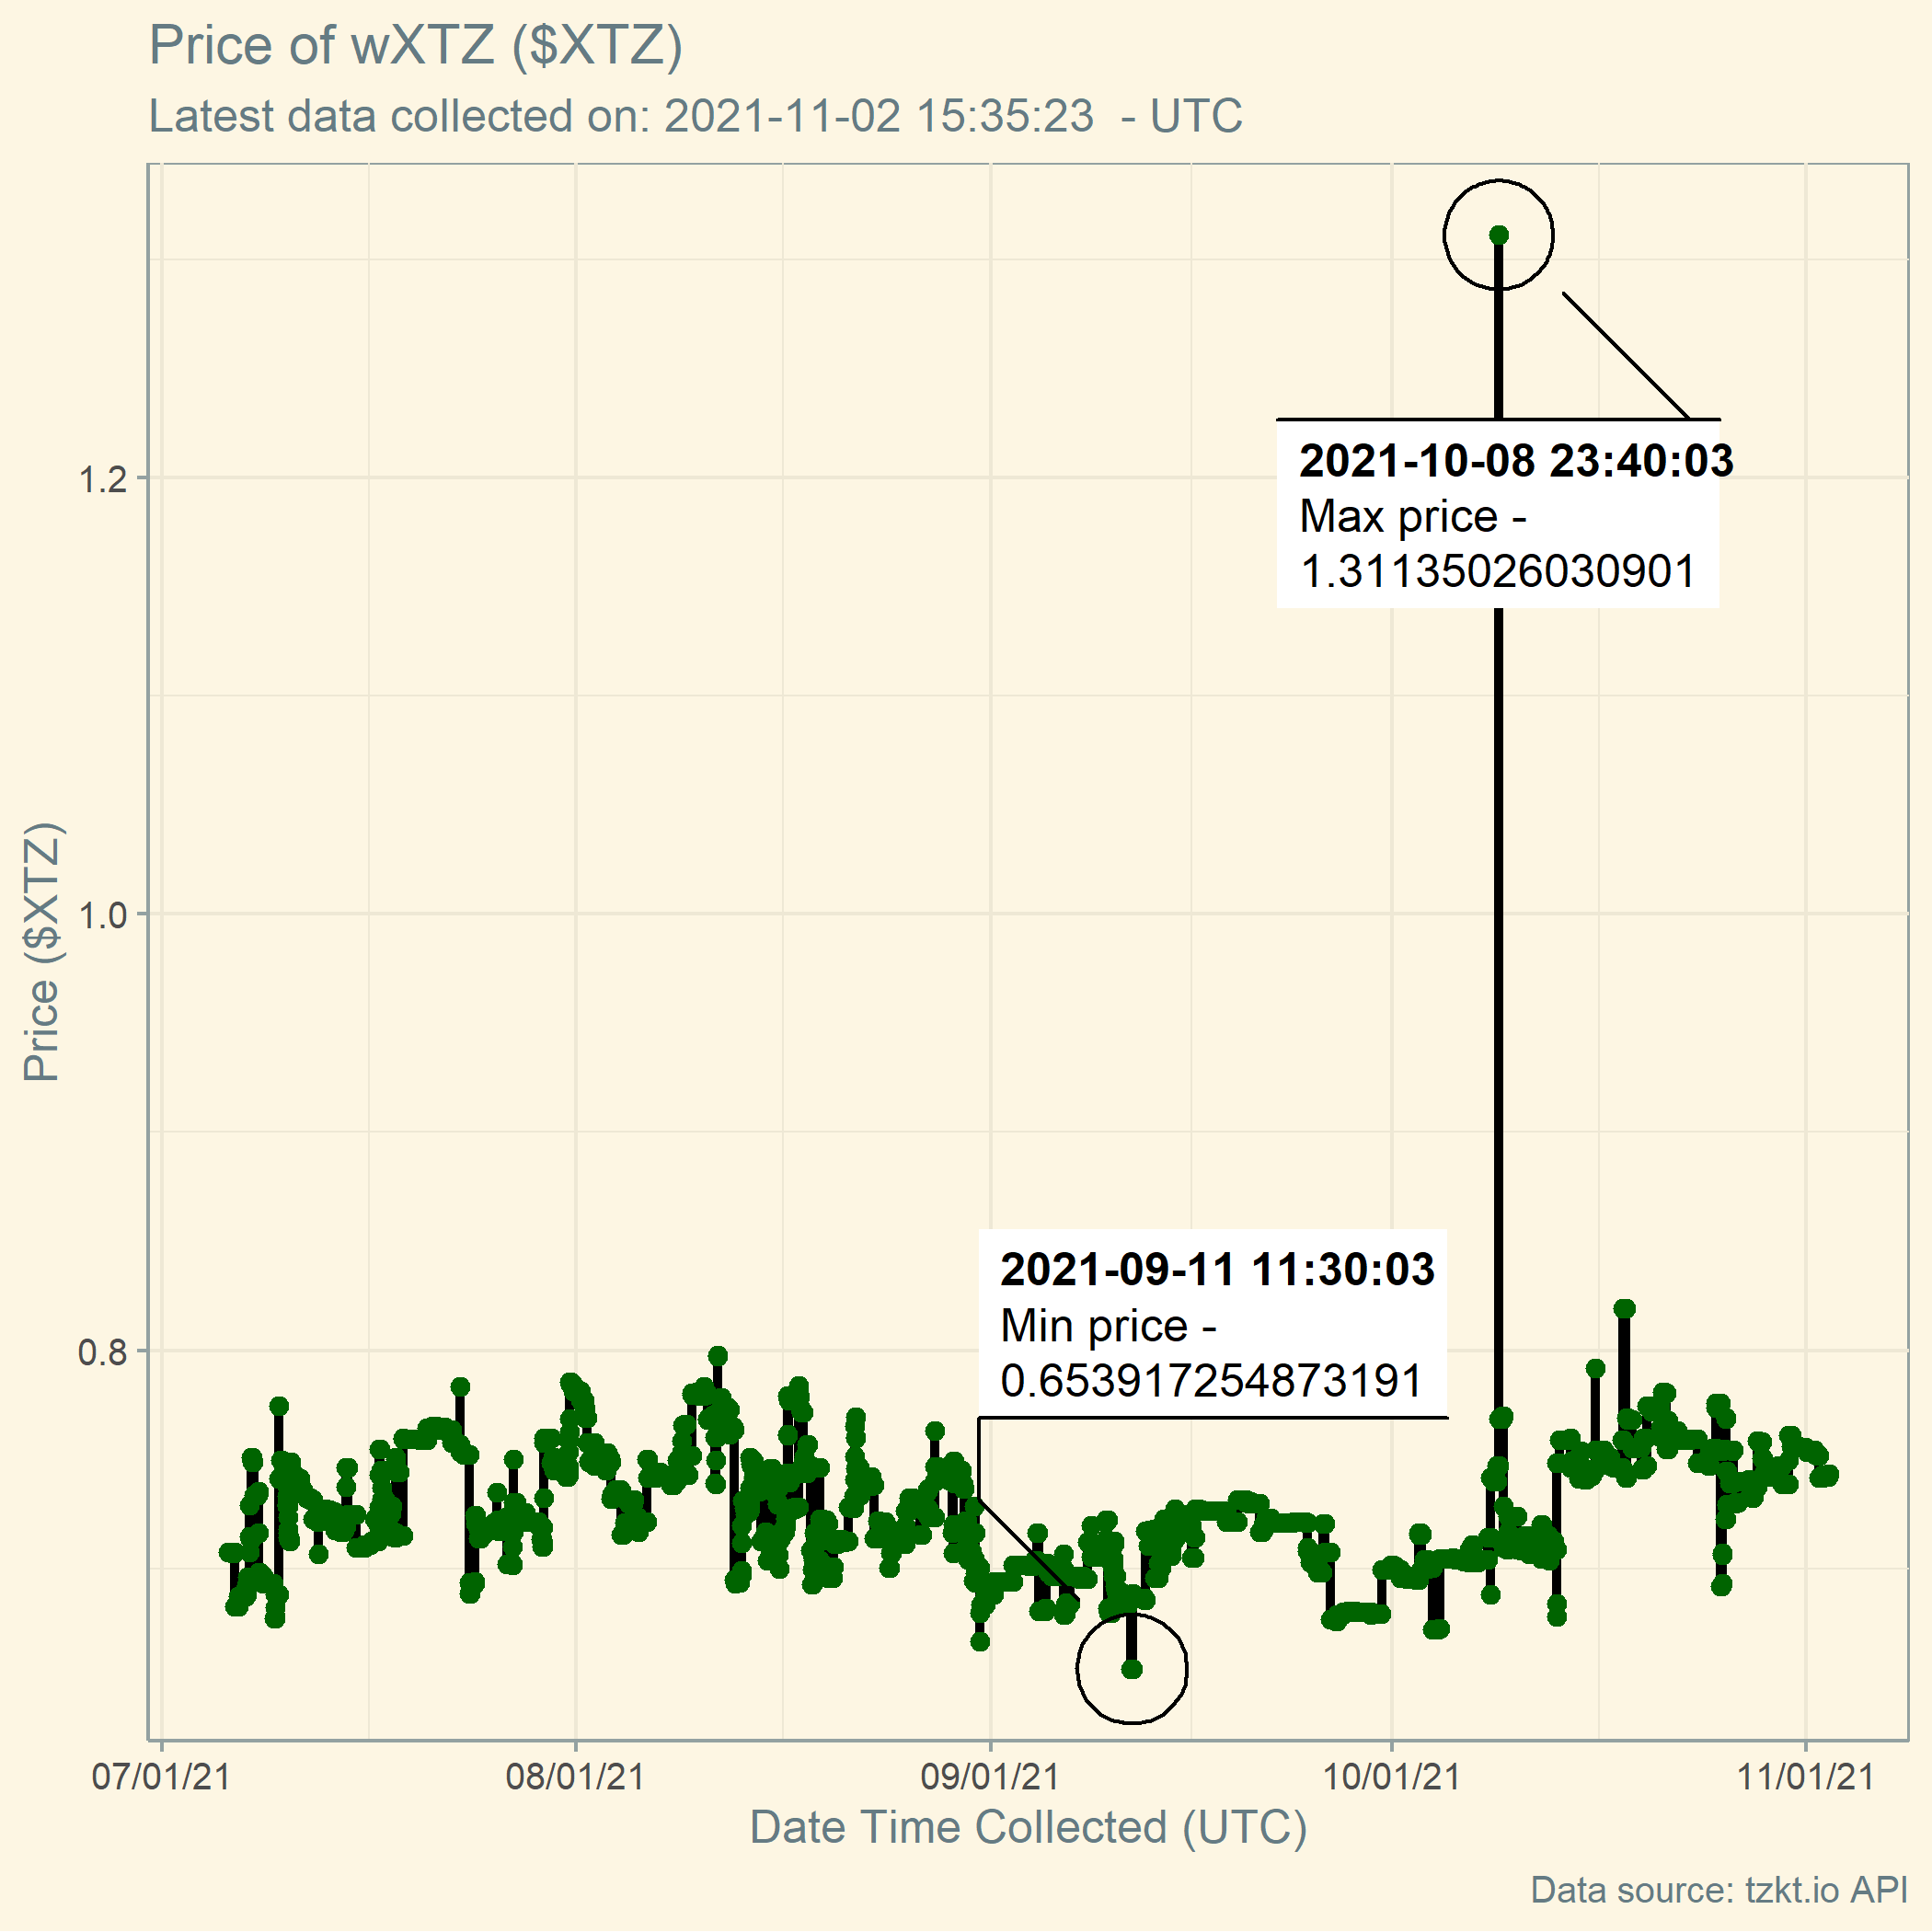 Price of wXTZ ($XTZ)
Latest data collected on: 2021-11-02 15:35:23  - UTC
Price ($XTZ)
1.2
1.0
0.8
2021-10-08 23:40:03
Max price -
1.31135026030901
2021-09-11 11:30:03
Min price -
0.653917254873191
07/01/21
08/01/21
09/01/21
10/01/21
11/01/21
Date Time Collected (UTC)
Data source: tzkt.io API